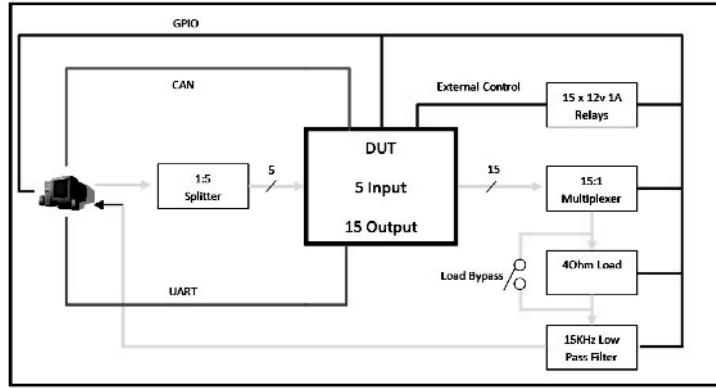 GPIO
CAN
External Control
15 x 12v 1A
Relays
1:5
Splitter
5
DUT
5 Input
15 Output
15
15:1
Multiplexer
Load Bypass
4Ohm Load
UART
15KHz Low
Pass Filter